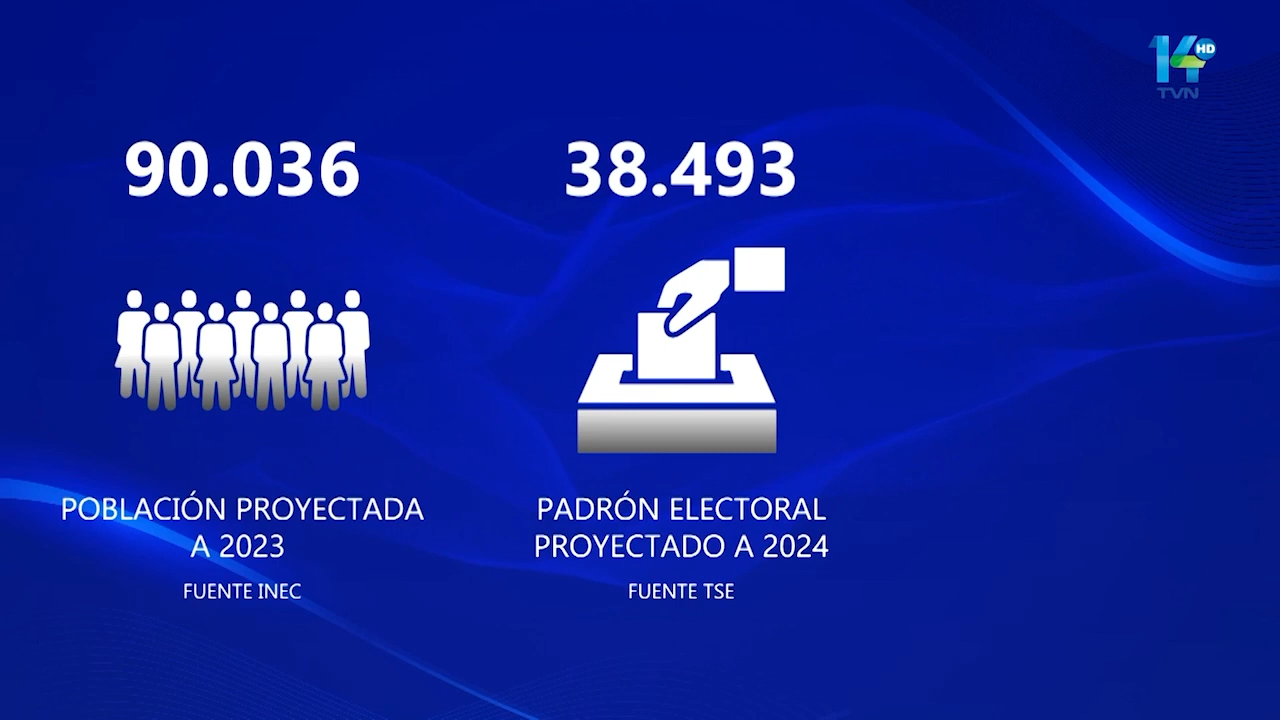 14 HD
TVN
90.036
38.493
POBLACIÓN PROYECTADA
A 2023
FUENTE INEC
PADRÓN ELECTORAL
PROYECTADO A 2024
FUENTE TSE